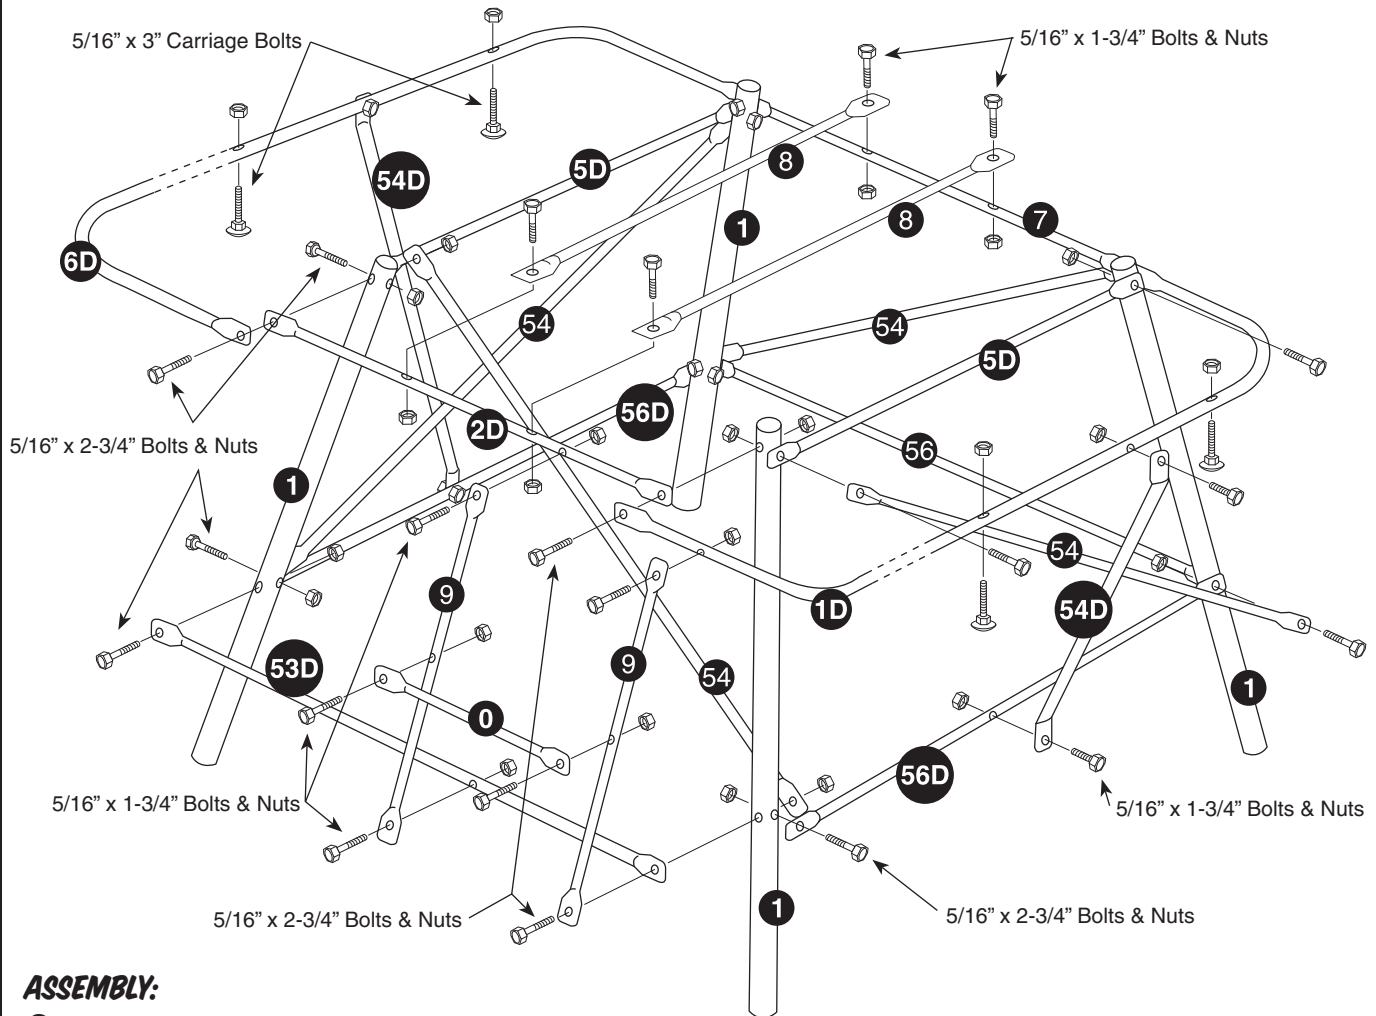 5/16” x 3” Carriage Bolts
5/16” x 1-3/4” Bolts & Nuts
54D
5D
8
1
8
7
6D
54
54
5D
2D
56D
56
5/16” x 2-3/4” Bolts & Nuts
1
54
9
1D
54D
53D
9
54
0
1
56D
5/16” x 1-3/4” Bolts & Nuts
5/16” x 1-3/4” Bolts & Nuts
1
5/16” x 2-3/4” Bolts & Nuts
5/16” x 2-3/4” Bolts & Nuts
ASSEMBLY: